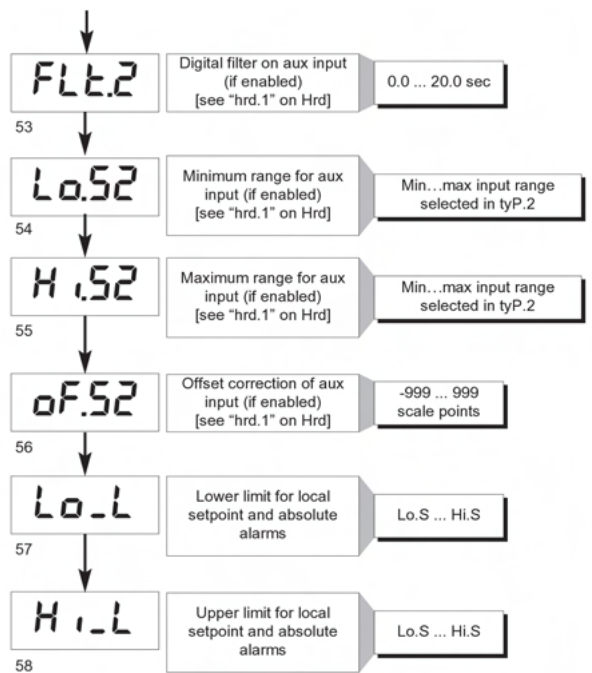 FLt.2
Digital filter on aux input
(if enabled)
[see “hrd.1” on Hrd]
0.0 ... 20.0 sec
53
Lo.S2
Minimum range for aux
input (if enabled)
[see “hrd.1” on Hrd]
Min…max input range
selected in tyP.2
54
Hi.S2
Maximum range for aux
input (if enabled)
[see “hrd.1” on Hrd]
Min…max input range
selected in tyP.2
55
oF.S2
Offset correction of aux
input (if enabled)
[see “hrd.1” on Hrd]
-999 ... 999
scale points
56
Lo_L
Lower limit for local
setpoint and absolute
alarms
Lo.S ... Hi.S
57
Hi_L
Upper limit for local
setpoint and absolute
alarms
Lo.S ... Hi.S
58